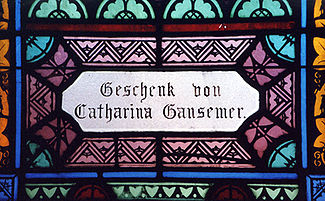 Geschenk von
Catharina Gansemer.